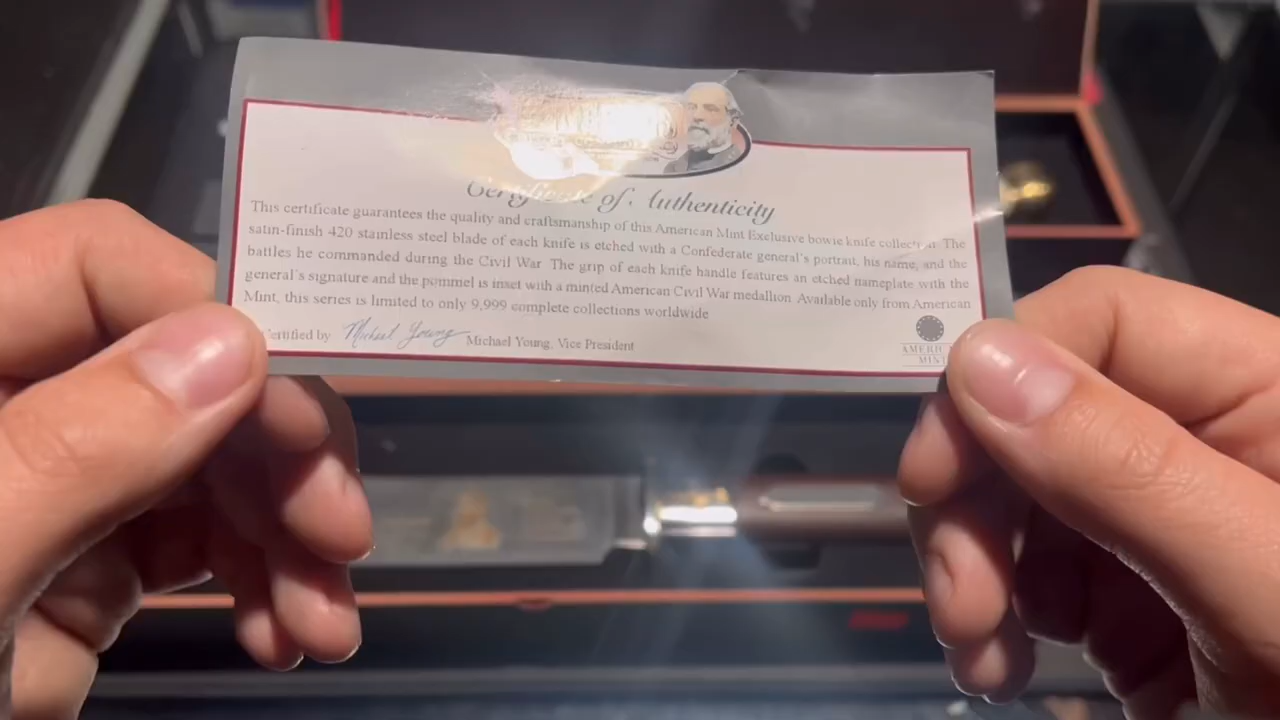 Certificate of Authenticity
This certificate guarantees the quality and craftsmanship of this American Mint Exclusive bowie knife collection. The
satin-finish 420 stainless steel blade of each knife is etched with a Confederate general's portrait, his name, and the
battles he commanded during the Civil War. The grip of each knife handle features an etched nameplate with the
general's signature and the pommel is inset with a minted American Civil War medallion. Available only from American
Mint, this series is limited to only 9,999 complete collections worldwide
Certified by Michael Young Michael Young, Vice President
AMERIC
MINT